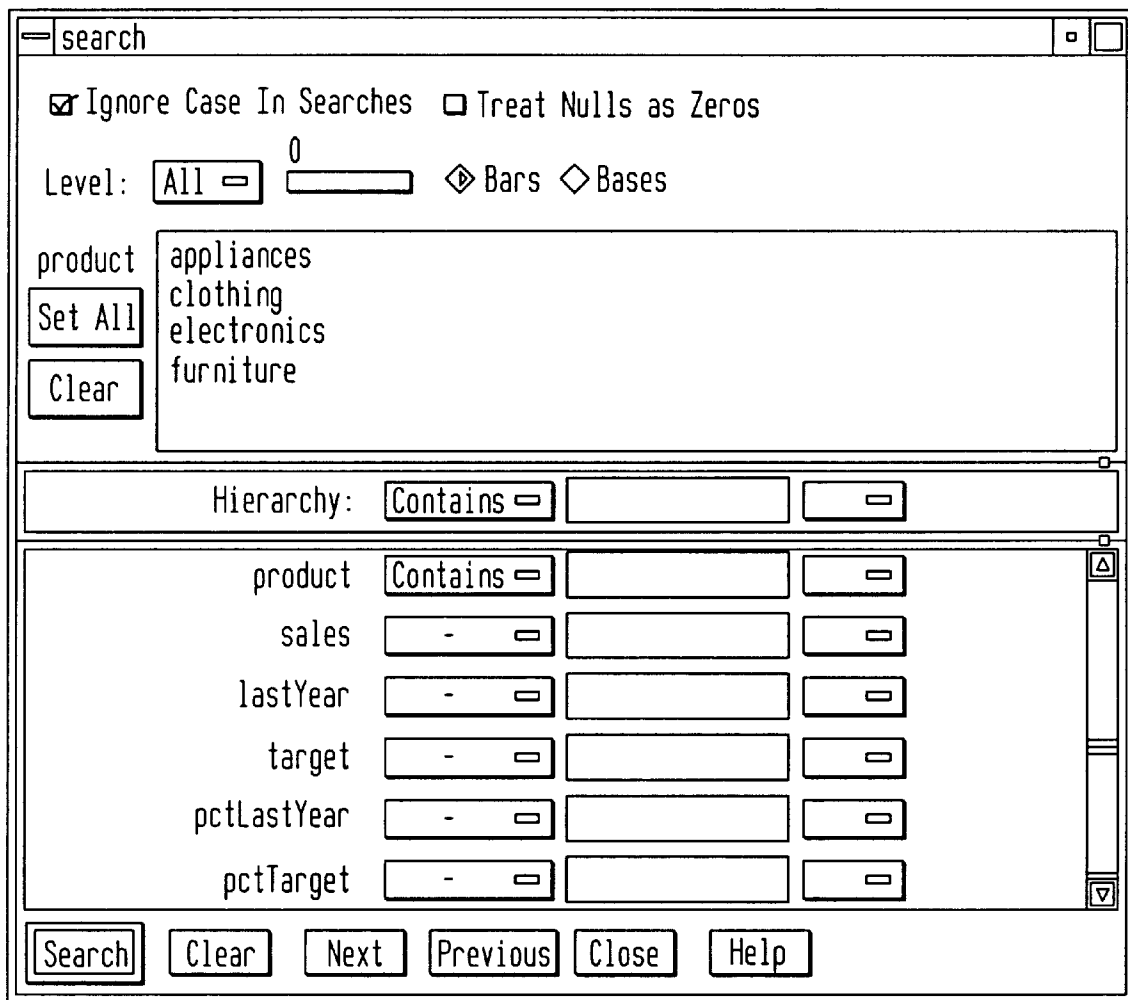 search
Ignore Case In Searches Treat Nulls as Zeros
0
Level: All Bars Bases
product
Set All
Clear
appliances
clothing
electronics
furniture
Hierarchy: Contains
product Contains
sales -
lastYear -
target -
pctLastYear -
pctTarget -
Search Clear Next Previous Close Help